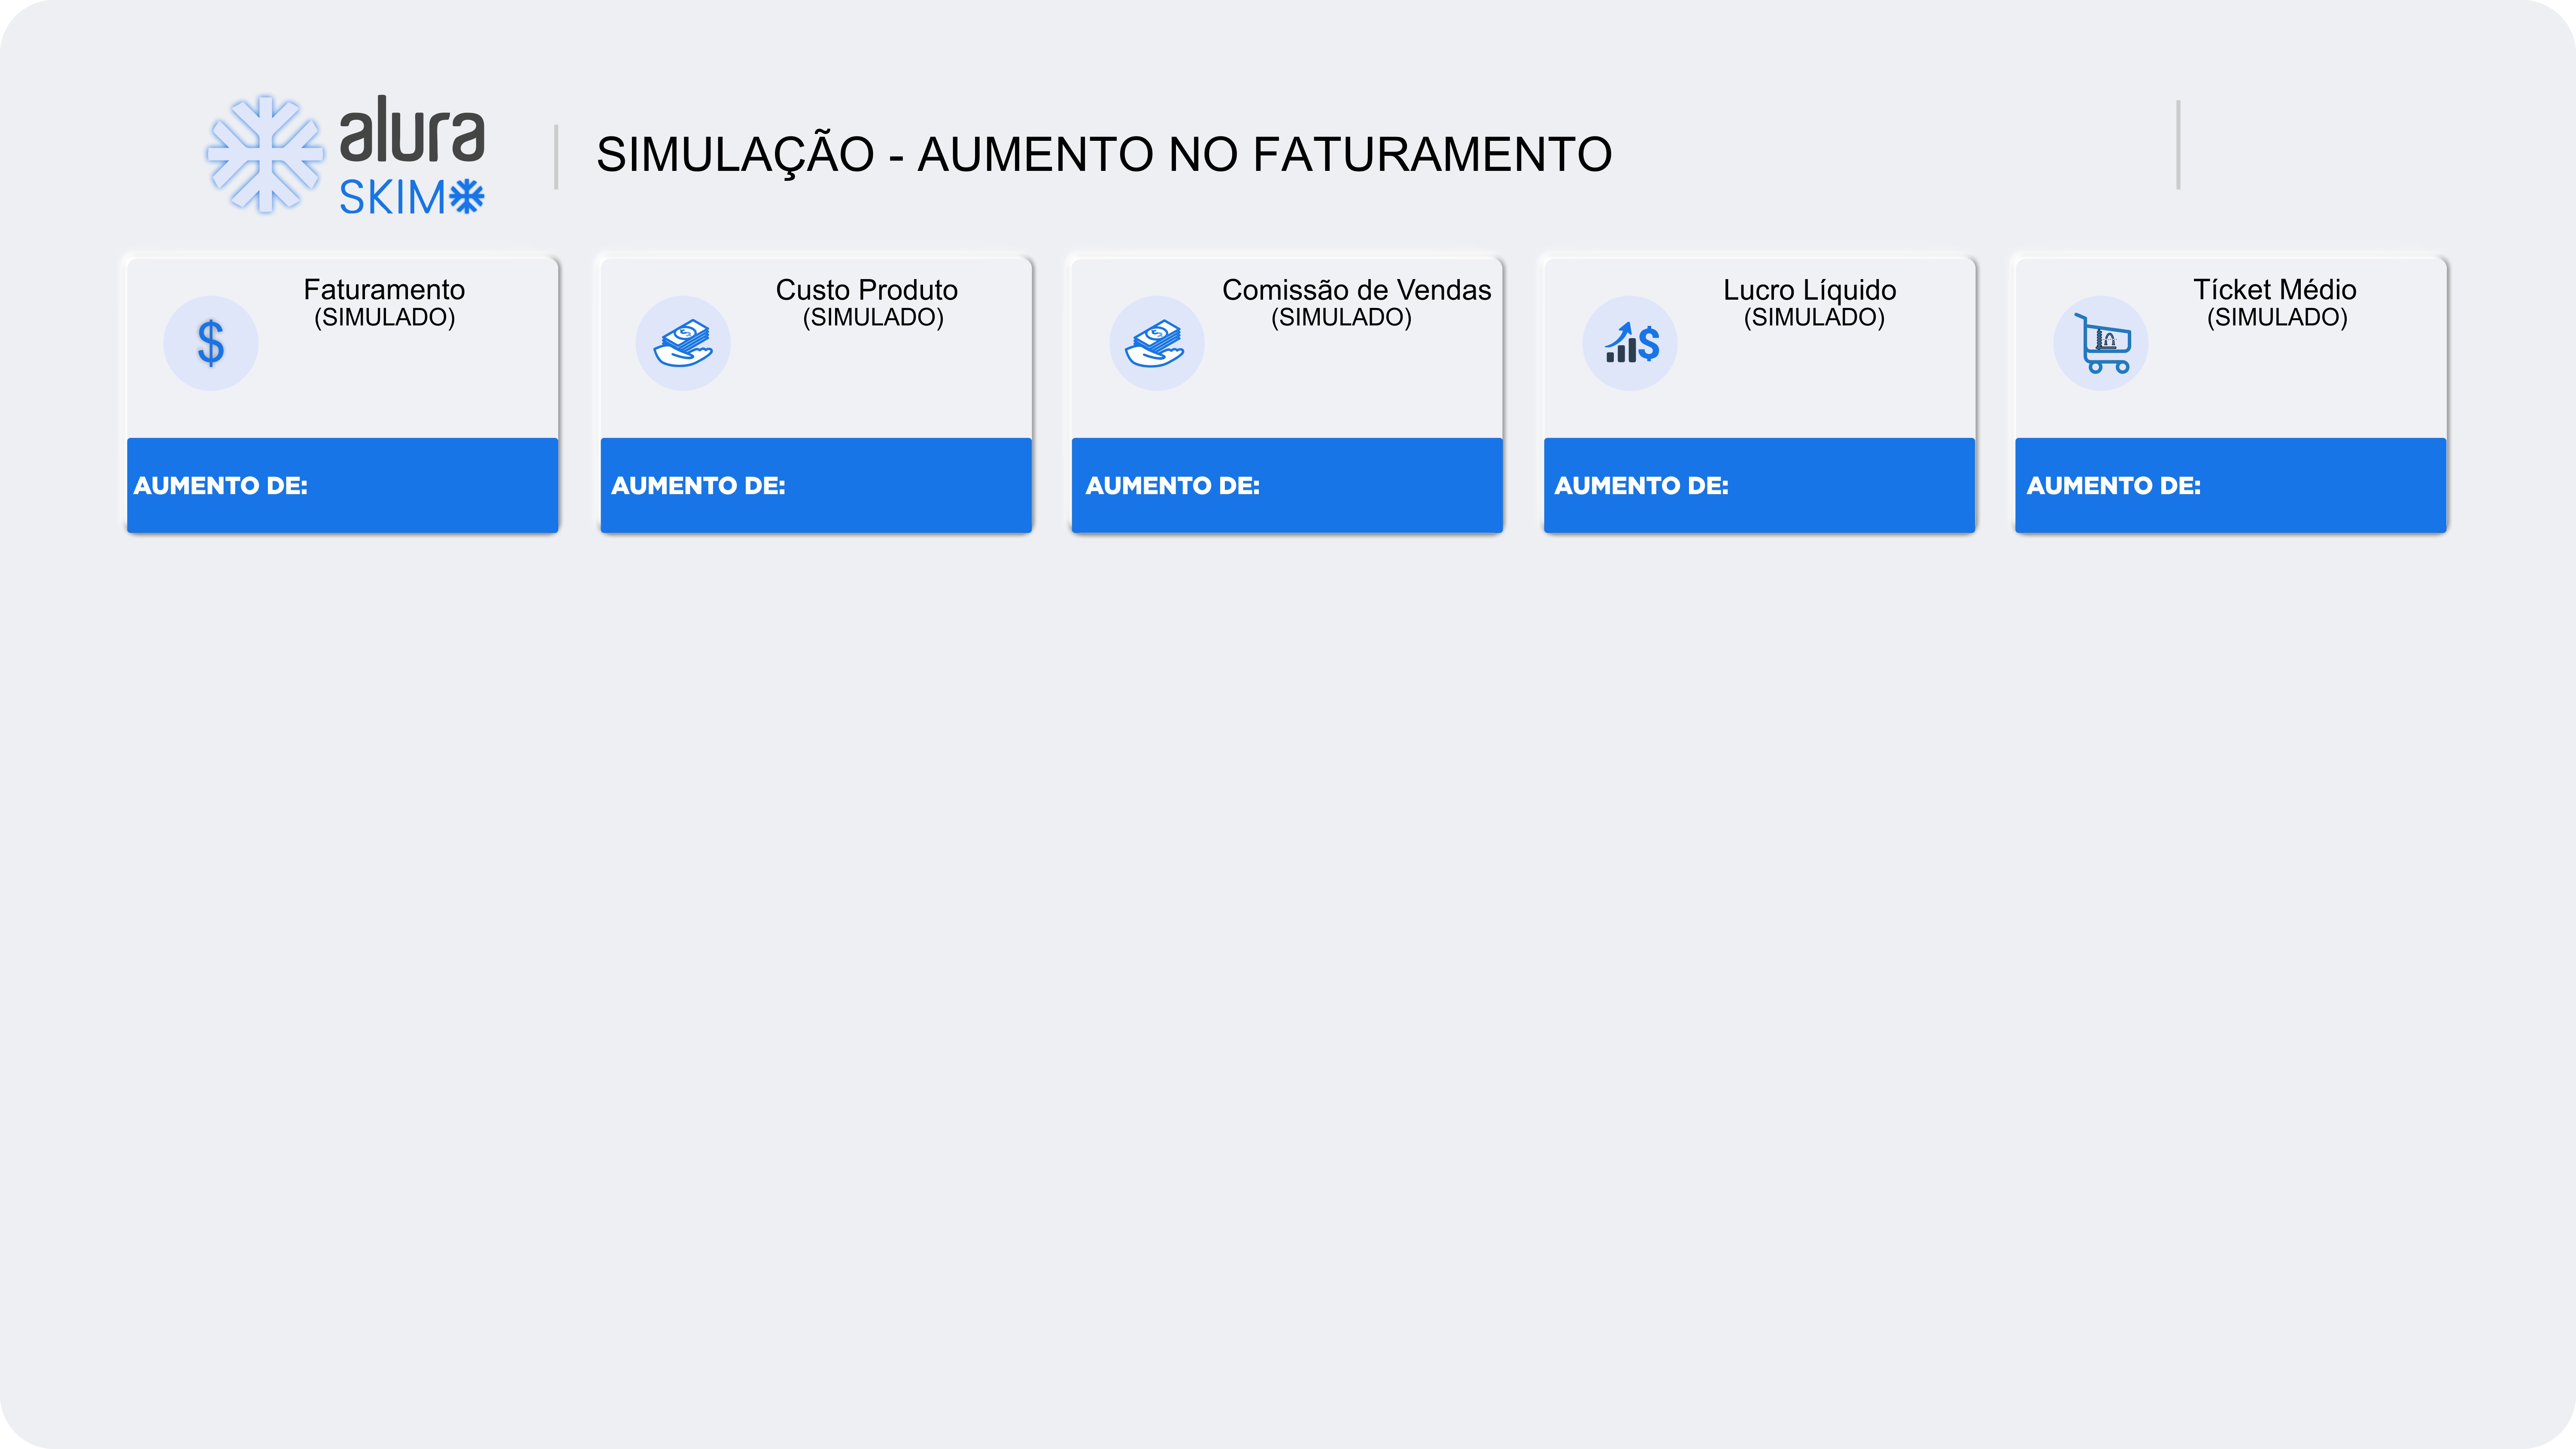 alura
SKIM
SIMULAÇÃO - AUMENTO NO FATURAMENTO
Faturamento
(SIMULADO)
$
AUMENTO DE:
Custo Produto
(SIMULADO)
AUMENTO DE:
Comissão de Vendas
(SIMULADO)
AUMENTO DE:
Lucro Líquido
(SIMULADO)
$
AUMENTO DE:
Tícket Médio
(SIMULADO)
AUMENTO DE: